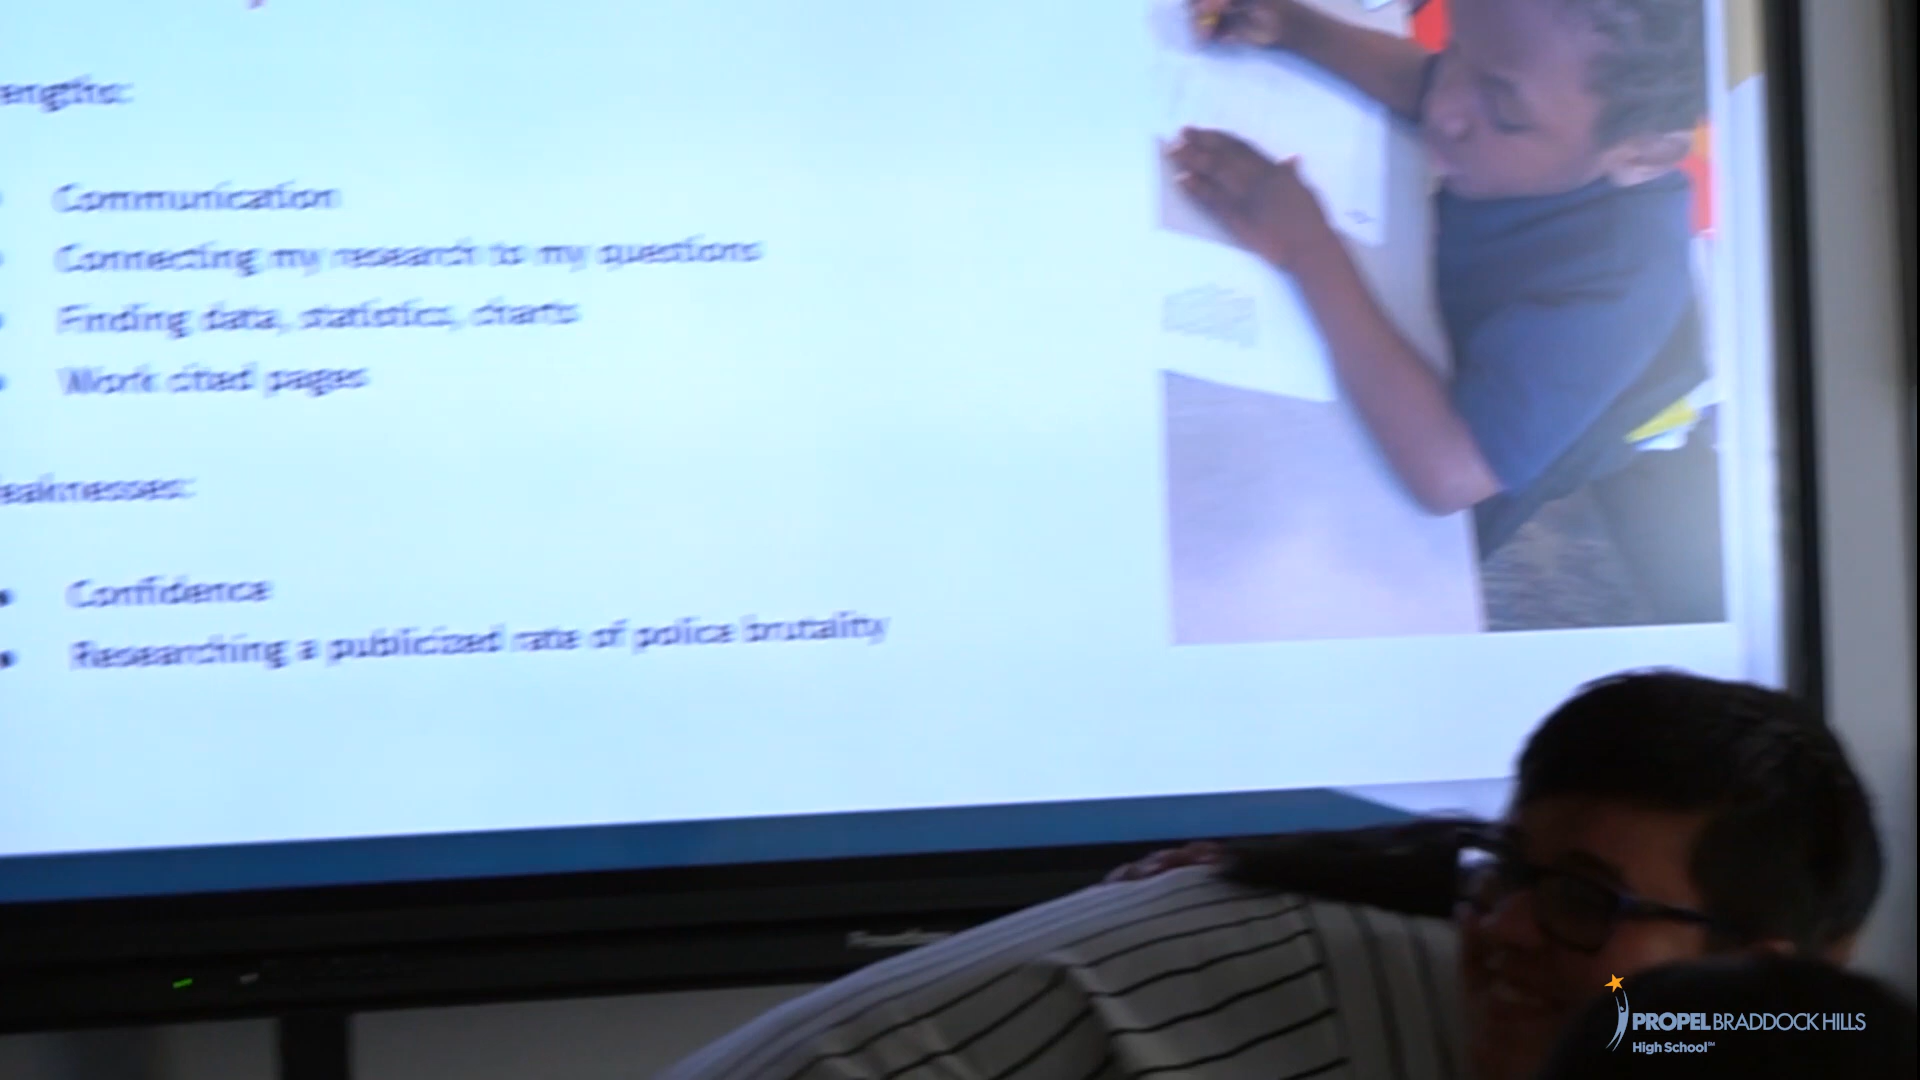 engths:
Communication
Connecting my research to my questions
Finding data, statistics, charts
Work cited pages
eaknesses:
Confidence
Researching a publicized rate of police brutality
PROPEL BRADDOCK HILLS
High School℠